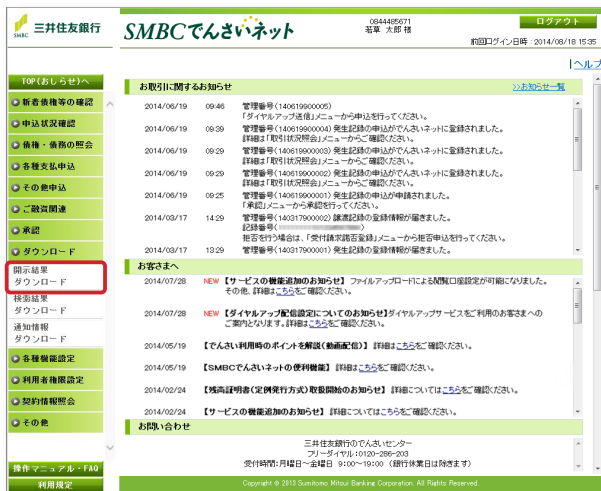 SMBC 三井住友銀行
SMBCでんさいネット
0844485671
若草 太郎 様
ログアウト
前回ログイン日時：2014/08/18 15:35
ヘルプ
TOP(おしらせ)へ
新着債権等の確認
申込状況確認
債権・債務の照会
各種支払申込
その他申込
ご融資関連
承認
ダウンロード
開示結果
ダウンロード
検索結果
ダウンロード
通知情報
ダウンロード
各種機能設定
利用者権限設定
契約情報照会
その他
操作マニュアル・FAQ
利用規定
お取引に関するお知らせ
>>お知らせ一覧
2014/06/19 09:46 管理番号(140619900005)
「ダイヤルアップ送信」メニューから申込を行ってください。
2014/06/19 09:39 管理番号(140619900004) 発生記録の申込がでんさいネットに登録されました。
詳細は「取引状況照会」メニューからご確認ください。
2014/06/19 09:29 管理番号(140619900003) 発生記録の申込がでんさいネットに登録されました。
詳細は「取引状況照会」メニューからご確認ください。
2014/06/19 09:29 管理番号(140619900002) 発生記録の申込がでんさいネットに登録されました。
詳細は「取引状況照会」メニューからご確認ください。
2014/06/19 09:25 管理番号(140619900001) 発生記録の申込が申請されました。
「承認」メニューから承認を行ってください。
2014/03/17 14:29 管理番号(140317900002) 譲渡記録の登録情報が届きました。
記録番号( )
拒否を行う場合は、「受付請求諾否登録」メニューから拒否申込を行ってください。
2014/03/17 13:29 管理番号(140317900001) 発生記録の登録情報が届きました。
お客さまへ
2014/07/28 NEW 【サービスの機能追加のお知らせ】 ファイルアップロードによる閲覧口座設定が可能になりました。
その他、詳細はこちらをご確認ください。
2014/07/28 NEW 【ダイヤルアップ配信設定についてのお知らせ】ダイヤルアップサービスをご利用のお客さまへの
ご案内となります。詳細はこちらをご確認ください。
2014/05/19 【でんさい利用時のポイントを解説(動画配信)】 詳細はこちらをご確認ください。
2014/05/19 【SMBCでんさいネットの便利機能】 詳細はこちらをご確認ください。
2014/02/24 【残高証明書(定例発行方式)取扱開始のお知らせ】 詳細についてはこちらをご確認ください。
2014/02/24 【サービスの機能追加のお知らせ】 詳細についてはこちらをご確認ください。
お問い合わせ
三井住友銀行のでんさいセンター
フリーダイヤル：0120-286-203
受付時間：月曜日～金曜日 9:00～19:00 (銀行休業日は除きます)
Copyright © 2013 Sumitomo Mitsui Banking Corporation. All Rights Reserved.